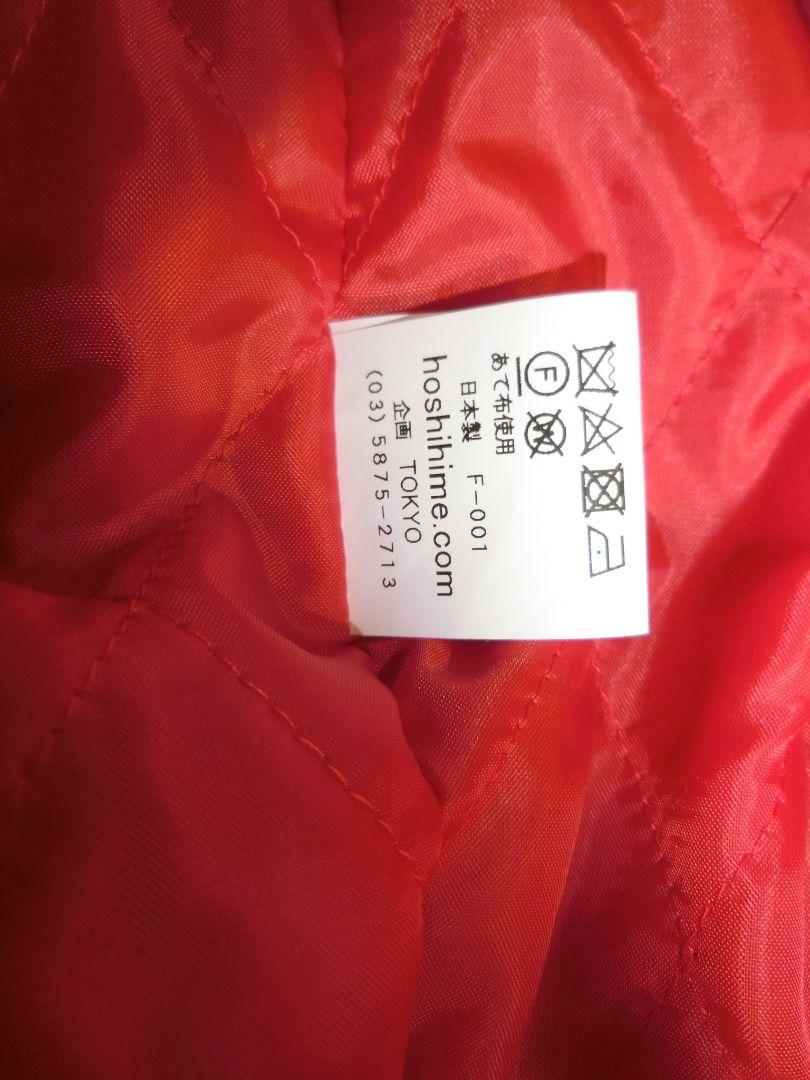 F W
あて布使用
日本製 F-001
hoshihime.com
企画 TOKYO
(03)5875-2713